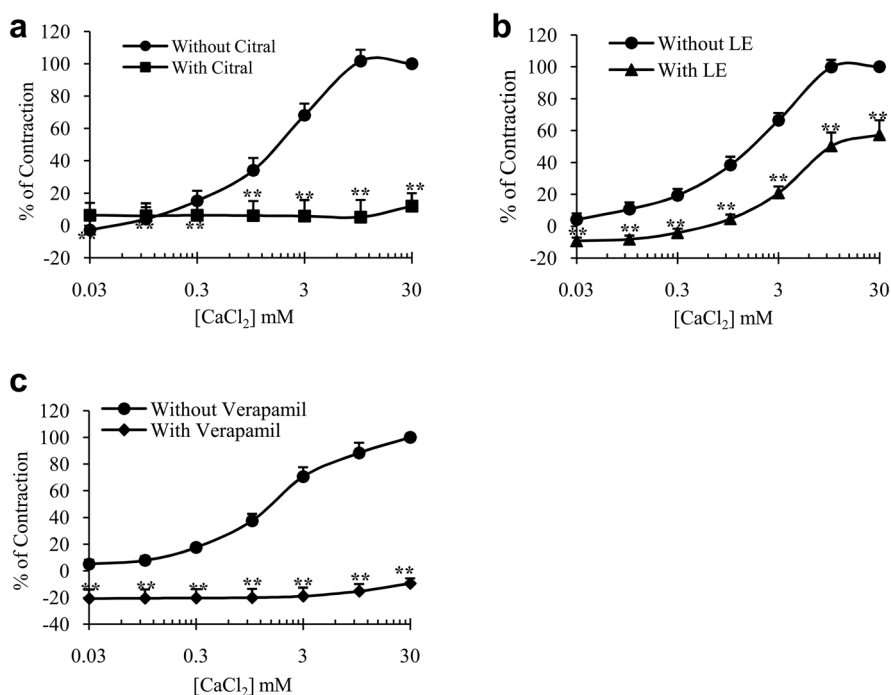 a
Without Citral
With Citral
120
100
80
60
40
20
0
-20
% of Contraction
** ** ** ** ** ** **
0.03 0.3 3 30
[CaCl₂] mM
b
Without LE
With LE
120
100
80
60
40
20
0
-20
% of Contraction
** ** ** ** ** ** **
0.03 0.3 3 30
[CaCl₂] mM
c
Without Verapamil
With Verapamil
120
100
80
60
40
20
0
-20
-40
% of Contraction
** ** ** ** ** ** **
0.03 0.3 3 30
[CaCl₂] mM